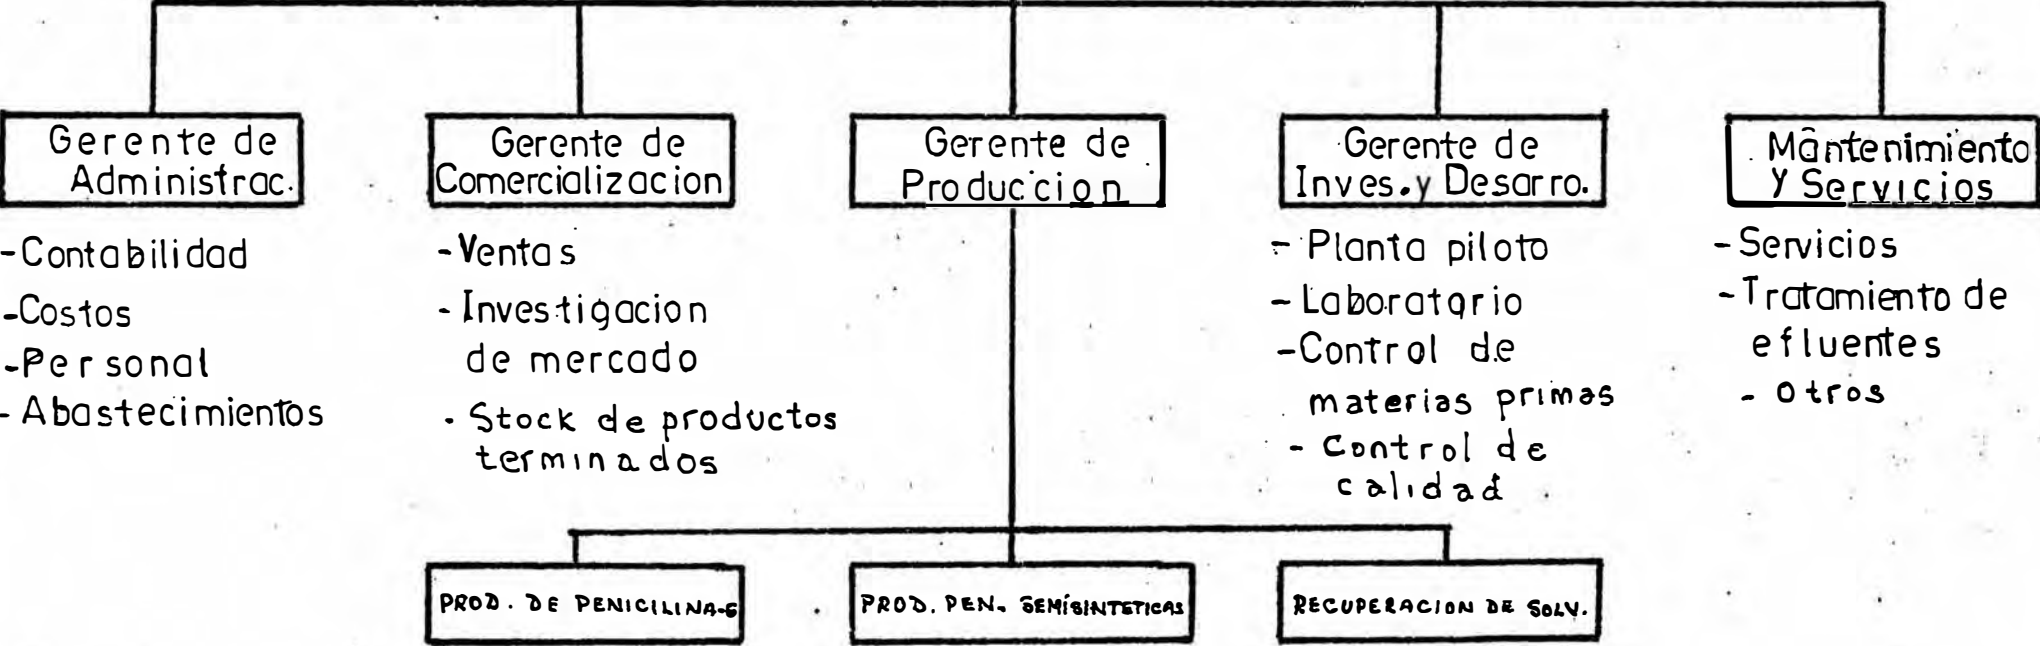 Gerente de
Administrac.
Gerente de
Comercializacion
Gerente de
Produccion
Gerente de
Inves. y Desarro.
Mantenimiento
y Servicios
-Contabilidad
-Costos
-Personal
- Abastecimientos
-Ventas
- Investigacion
de mercado
- Stock de productos
terminados
- Planta piloto
- Laboratorio
-Control de
materias primas
- Control de
calidad
- Servicios
-Tratamiento de
efluentes
- otros
PROD. DE PENICILINA-G
PROD. PEN. SEMISINTETICAS
RECUPERACION DE SOLV.